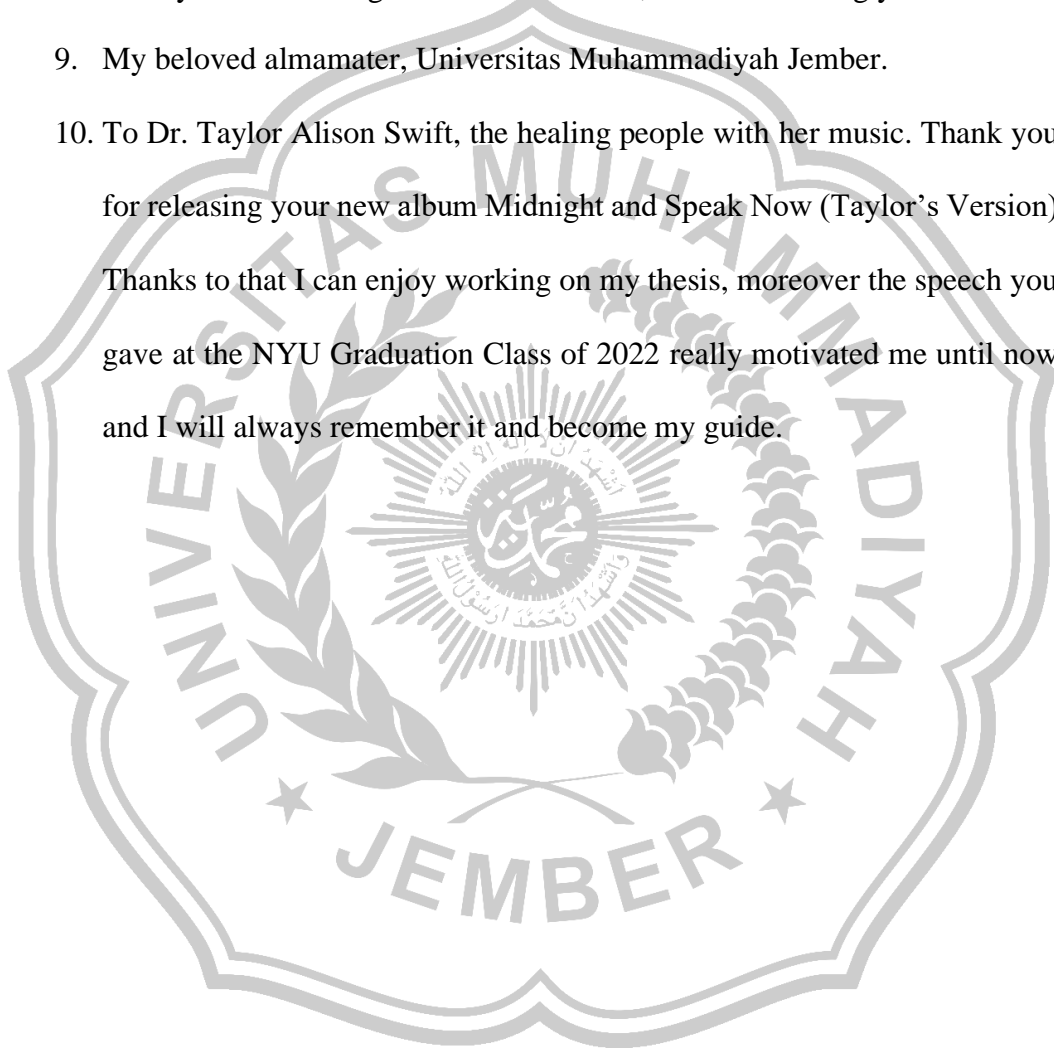 9. My beloved almamater, Universitas Muhammadiyah Jember.
10. To Dr. Taylor Alison Swift, the healing people with her music. Thank you
for releasing your new album Midnight and Speak Now (Taylor’s Version)
Thanks to that I can enjoy working on my thesis, moreover the speech you
gave at the NYU Graduation Class of 2022 really motivated me until now
and I will always remember it and become my guide.
UNIVERSITAS MUHAMMADIYAH
JEMBER